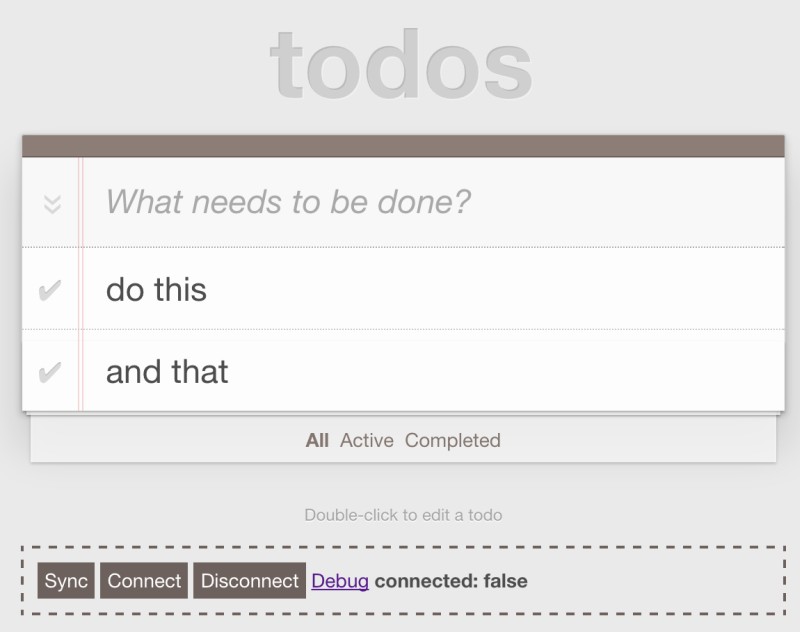 todos
What needs to be done?
do this
and that
All Active Completed
Double-click to edit a todo
Sync Connect Disconnect Debug connected: false